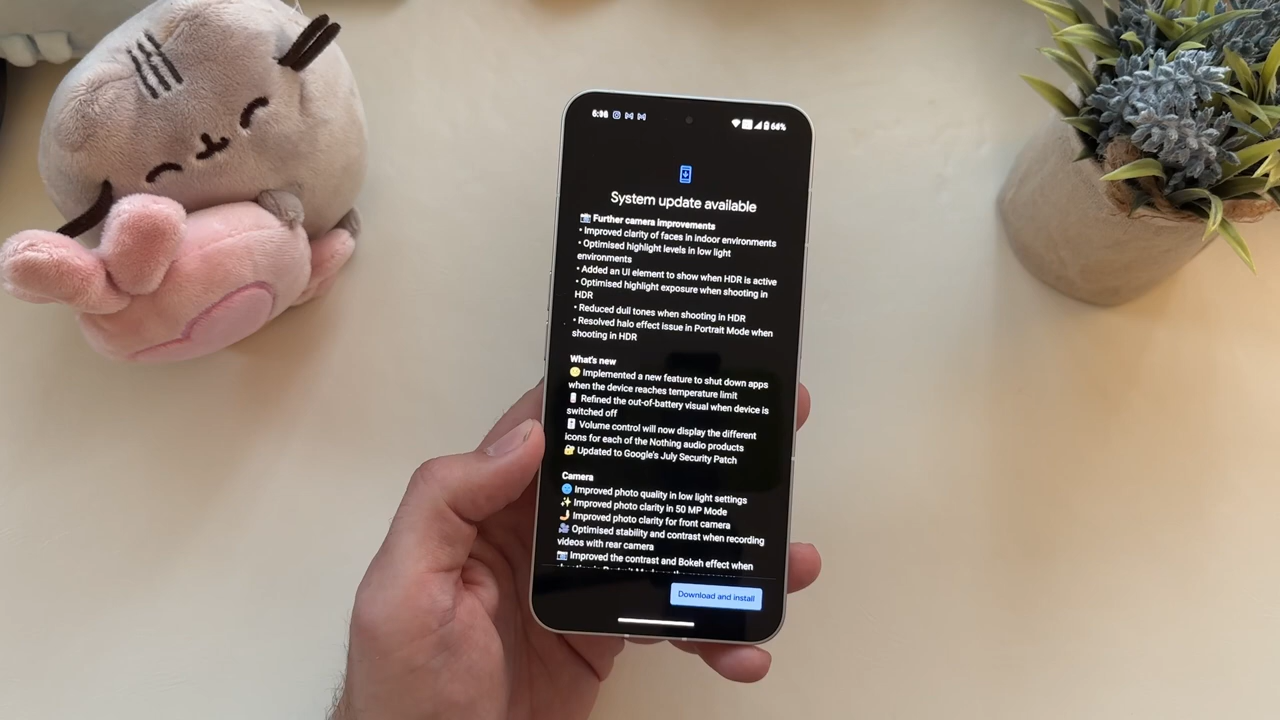 5:06
66%
System update available
📷 Further camera improvements
• Improved clarity of faces in indoor environments
• Optimised highlight levels in low light
environments
• Added an UI element to show when HDR is active
• Optimised highlight exposure when shooting in
HDR
• Reduced dull tones when shooting in HDR
• Resolved halo effect issue in Portrait Mode when
shooting in HDR
What's new
Implemented a new feature to shut down apps
when the device reaches temperature limit
Refined the out-of-battery visual when device is
switched off
Volume control will now display the different
icons for each of the Nothing audio products
🔐 Updated to Google's July Security Patch
Camera
Improved photo quality in low light settings
✨ Improved photo clarity in 50 MP Mode
🤳 Improved photo clarity for front camera
🎥 Optimised stability and contrast when recording
videos with rear camera
📷 Improved the contrast and Bokeh effect when
Download and install